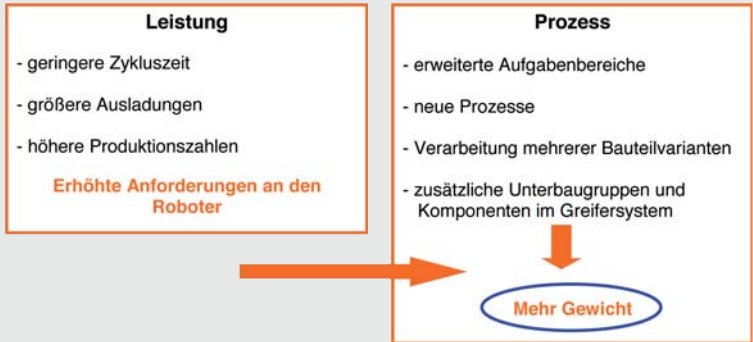 Leistung
- geringere Zykluszeit
- größere Ausladungen
- höhere Produktionszahlen
Erhöhte Anforderungen an den
Roboter
Prozess
- erweiterte Aufgabenbereiche
- neue Prozesse
- Verarbeitung mehrerer Bauteilvarianten
- zusätzliche Unterbaugruppen und
Komponenten im Greifersystem
Mehr Gewicht